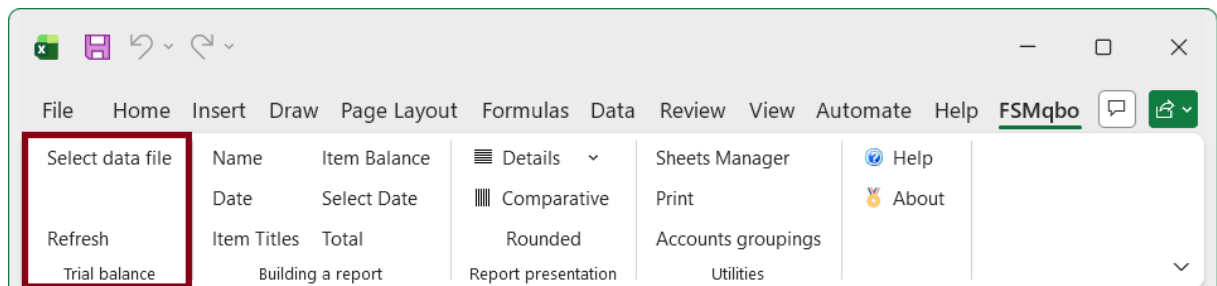 File Home Insert Draw Page Layout Formulas Data Review View Automate Help FSMqbo
Select data file Name Item Balance Details Sheets Manager Help
Date Select Date Comparative Print About
Refresh Item Titles Total Rounded Accounts groupings
Trial balance Building a report Report presentation Utilities